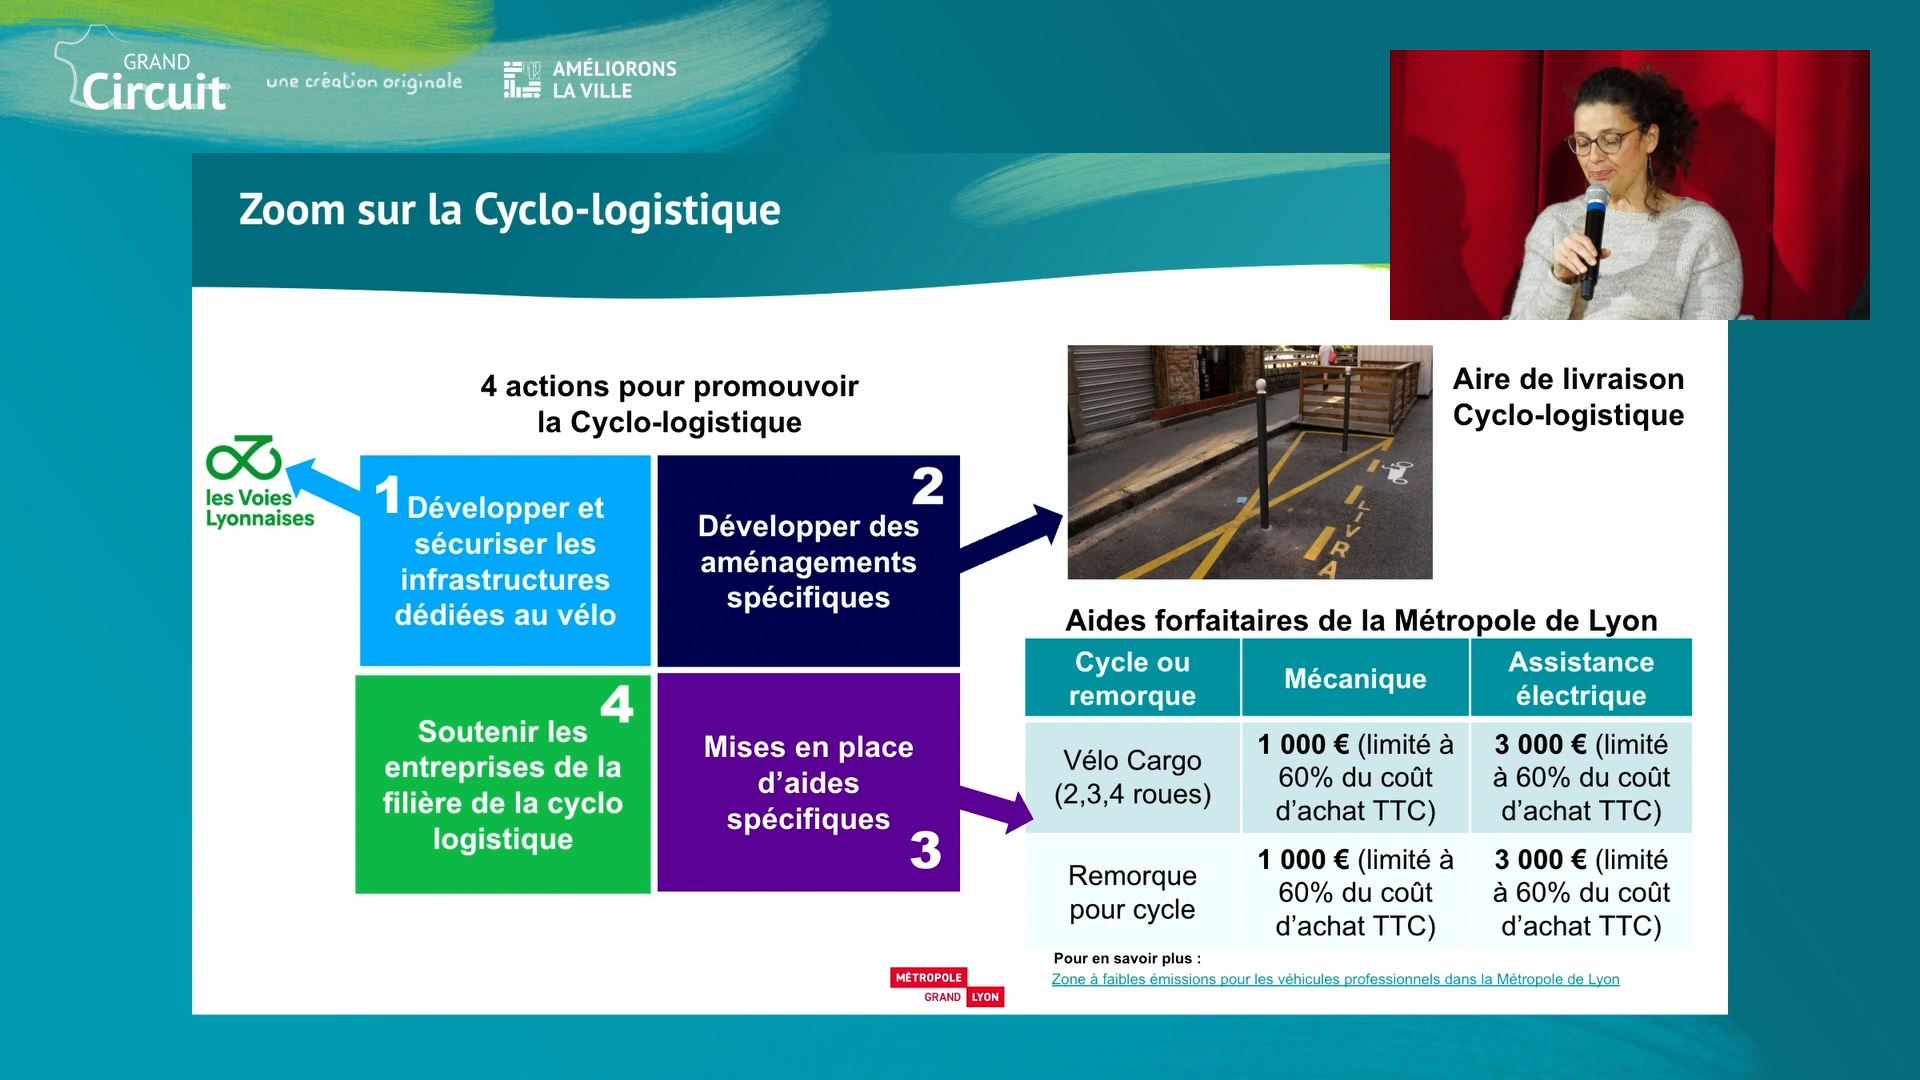 GRAND
Circuit
une création originale
AMÉLIORONS
LA VILLE
Zoom sur la Cyclo-logistique
4 actions pour promouvoir
la Cyclo-logistique
les Voies
Lyonnaises
1
Développer et
sécuriser les
infrastructures
dédiées au vélo
2
Développer des
aménagements
spécifiques
4
Soutenir les
entreprises de la
filière de la cyclo
logistique
Mises en place
d'aides
spécifiques
3
LIVRA
Aire de livraison
Cyclo-logistique
Aides forfaitaires de la Métropole de Lyon
Cycle ou
remorque
Mécanique
Assistance
électrique
Vélo Cargo
(2,3,4 roues)
1 000 € (limité à
60% du coût
d'achat TTC)
3 000 € (limité
à 60% du coût
d'achat TTC)
Remorque
pour cycle
1 000 € (limité à
60% du coût
d'achat TTC)
3 000 € (limité
à 60% du coût
d'achat TTC)
Pour en savoir plus :
Zone à faibles émissions pour les véhicules professionnels dans la Métropole de Lyon
MÉTROPOLE
GRAND LYON